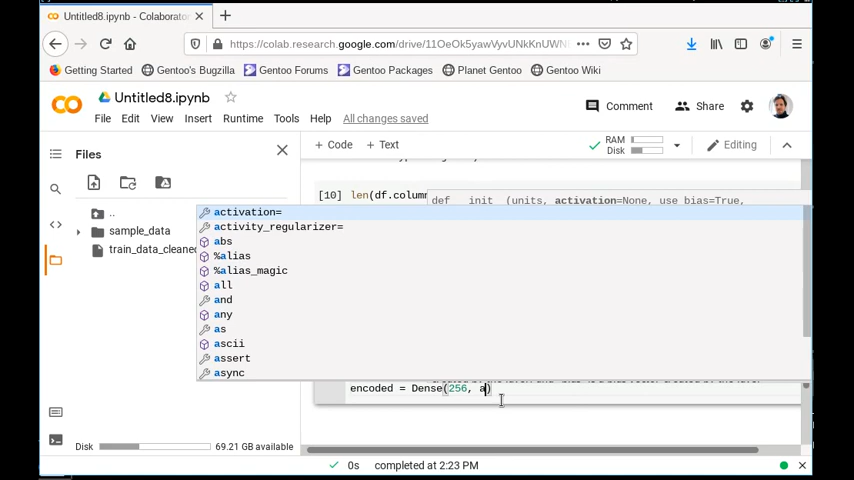 Untitled8.ipynb - Colaborator
https://colab.research.google.com/drive/11OeOk5yawVyvUNkKnUWN
Getting Started Gentoo's Bugzilla Gentoo Forums Gentoo Packages Planet Gentoo Gentoo Wiki
Untitled8.ipynb
File Edit View Insert Runtime Tools Help All changes saved
Comment Share
+ Code + Text
RAM
Disk
Editing
Files
..
sample_data
train_data_cleaned
[10] len(df.colum
def __init__(units, activation=None, use_bias=True,
activation=
activity_regularizer=
abs
%alias
%alias_magic
all
and
any
as
ascii
assert
async
encoded = Dense(256, a)
Disk 69.21 GB available
0s completed at 2:23 PM